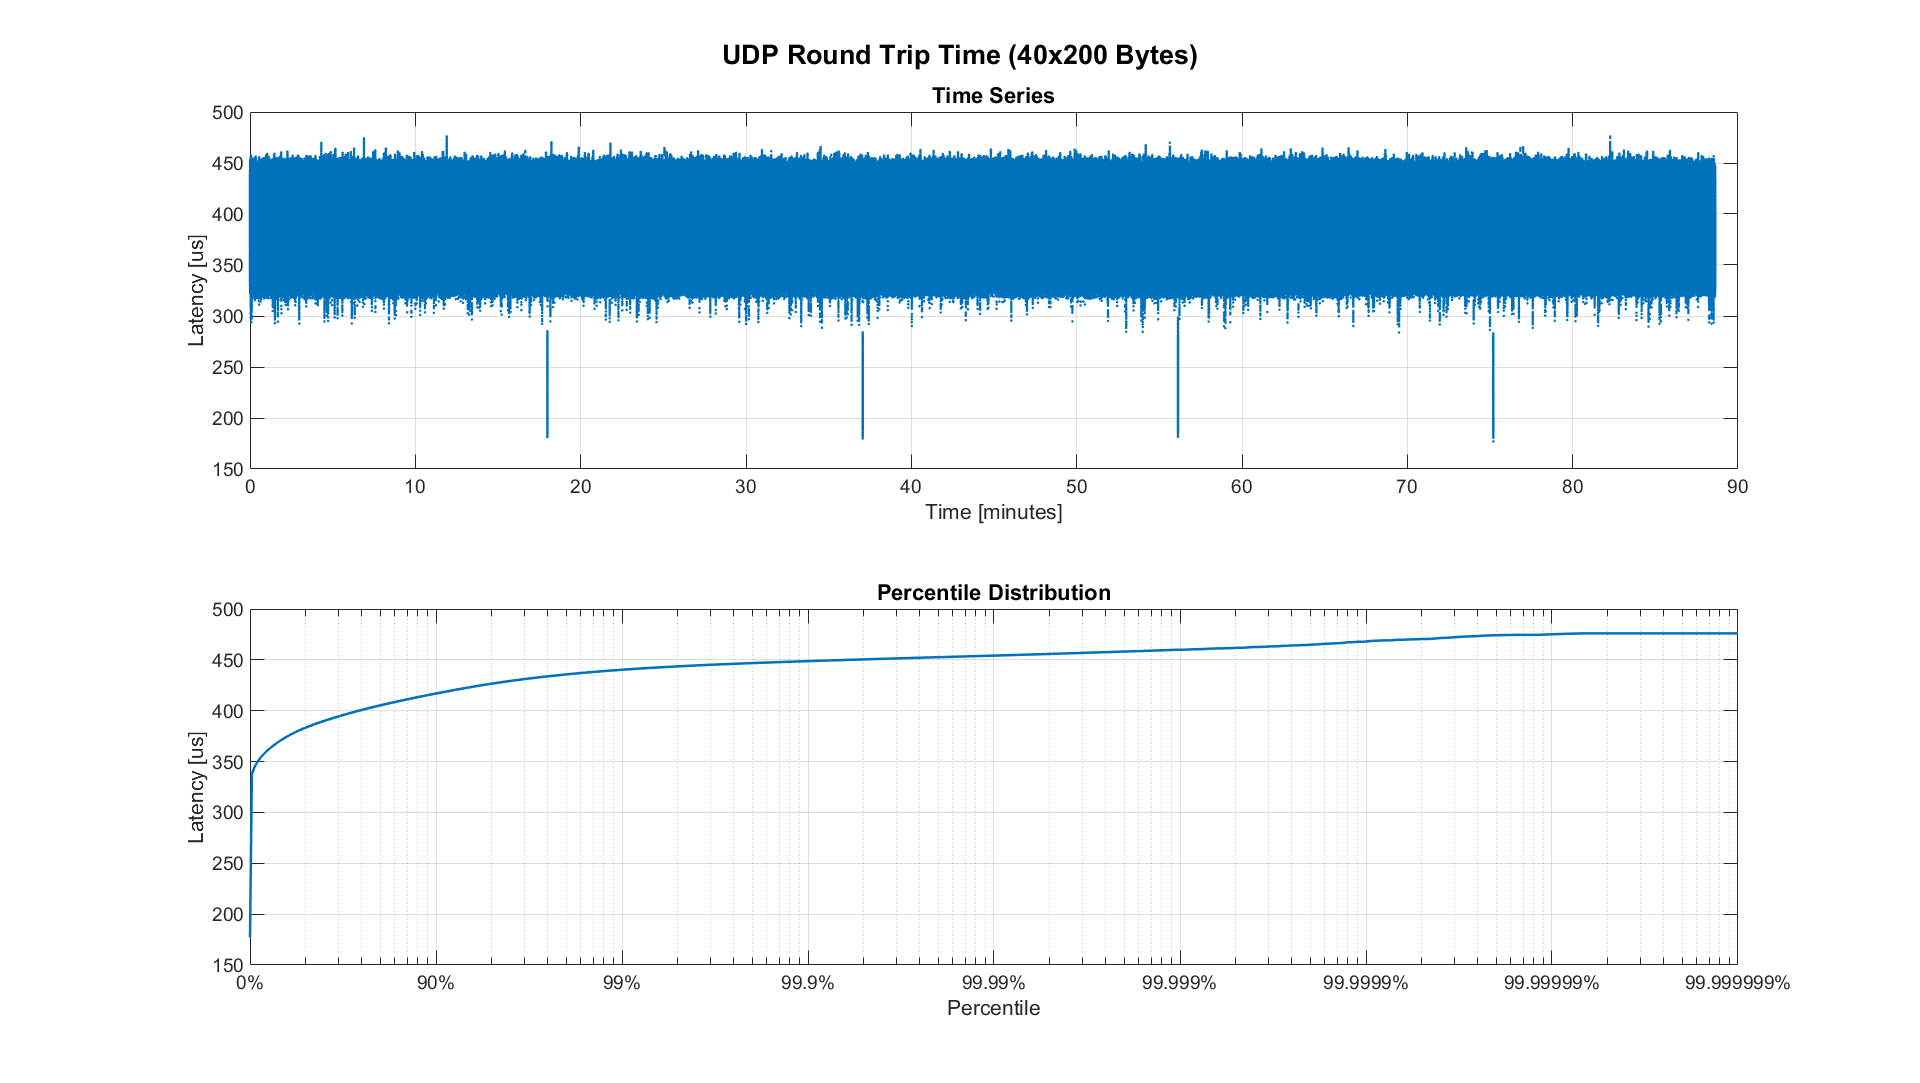 UDP Round Trip Time (40x200 Bytes)
Time Series
Latency [us]
500
450
400
350
300
250
200
150
0 10 20 30 40 50 60 70 80 90
Time [minutes]
Percentile Distribution
Latency [us]
500
450
400
350
300
250
200
150
0% 90% 99% 99.9% 99.99% 99.999% 99.9999% 99.99999% 99.999999%
Percentile